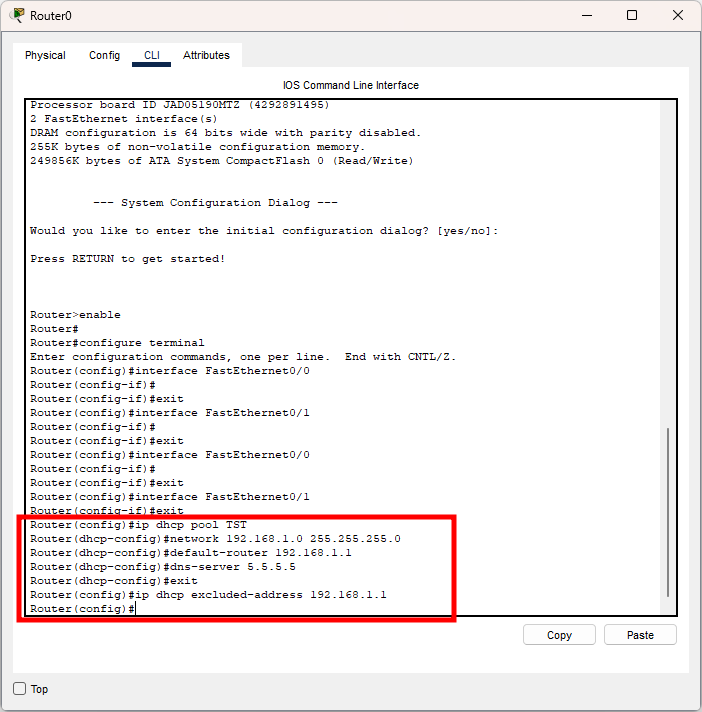 Router0
Physical Config CLI Attributes
IOS Command Line Interface
Processor board ID JAD05190MTZ (4292891495)
2 FastEthernet interface(s)
DRAM configuration is 64 bits wide with parity disabled.
255K bytes of non-volatile configuration memory.
249856K bytes of ATA System CompactFlash 0 (Read/Write)
--- System Configuration Dialog ---
Would you like to enter the initial configuration dialog? [yes/no]:
Press RETURN to get started!
Router>enable
Router#
Router#configure terminal
Enter configuration commands, one per line.  End with CNTL/Z.
Router(config)#interface FastEthernet0/0
Router(config-if)#
Router(config-if)#exit
Router(config)#interface FastEthernet0/1
Router(config-if)#
Router(config-if)#exit
Router(config)#interface FastEthernet0/0
Router(config-if)#
Router(config-if)#exit
Router(config)#interface FastEthernet0/1
Router(config-if)#exit
Router(config)#ip dhcp pool TST
Router(dhcp-config)#network 192.168.1.0 255.255.255.0
Router(dhcp-config)#default-router 192.168.1.1
Router(dhcp-config)#dns-server 5.5.5.5
Router(dhcp-config)#exit
Router(config)#ip dhcp excluded-address 192.168.1.1
Router(config)#
Copy Paste
Top